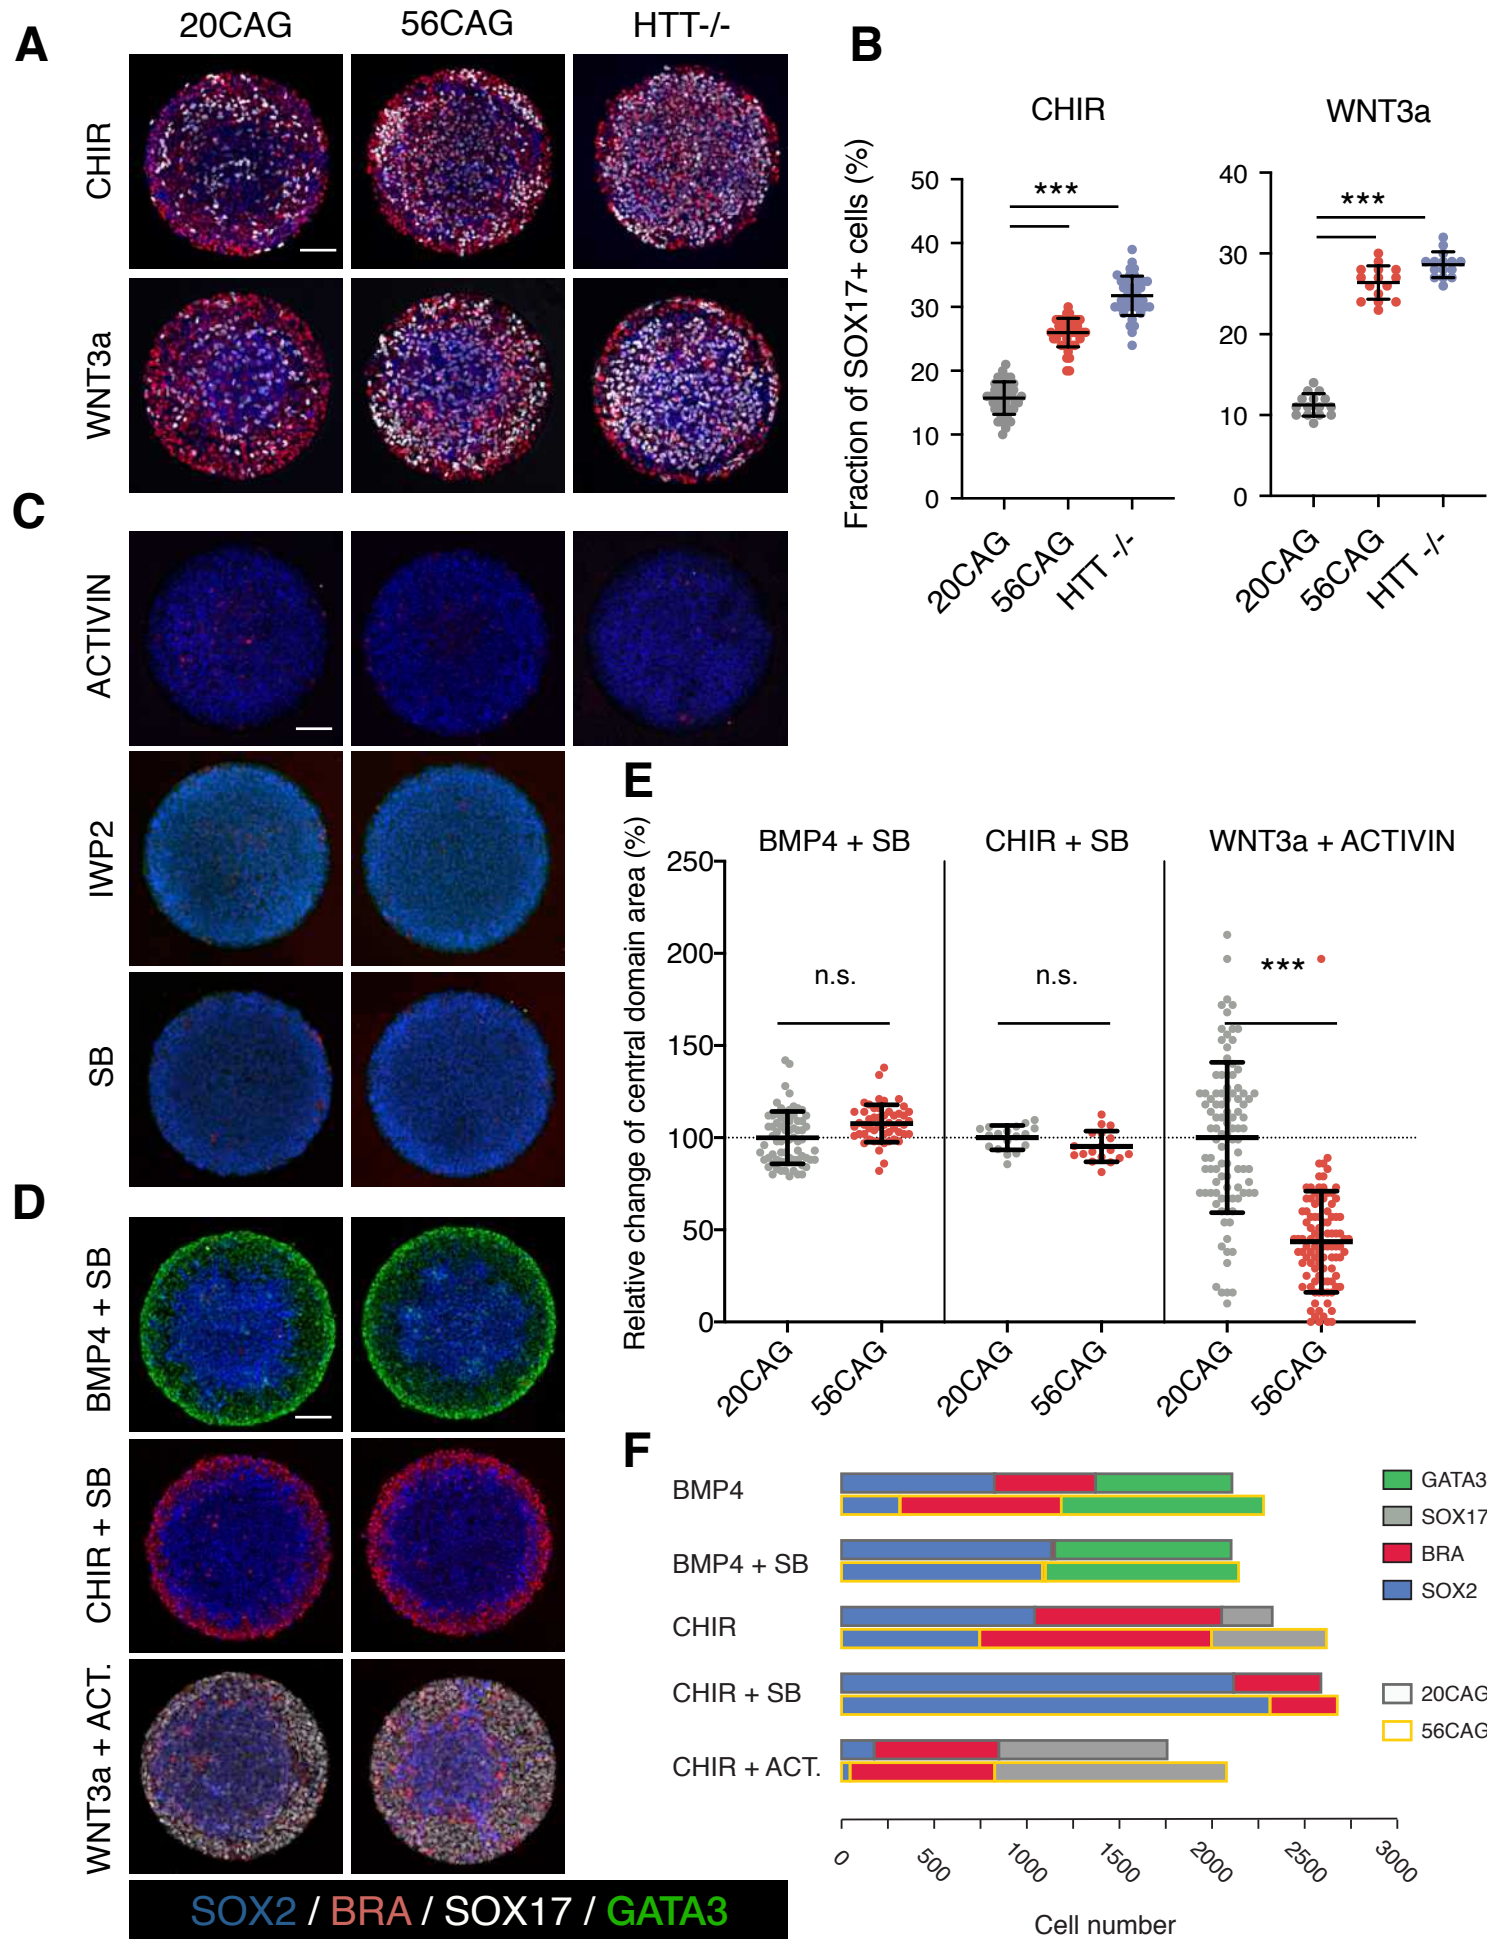 A
20CAG
56CAG
HTT-/-
CHIR
WNT3a
B
CHIR
WNT3a
Fraction of SOX17+ cells (%)
50
40
30
20
10
0
***
20CAG
56CAG
HTT -/-
40
30
20
10
0
***
20CAG
56CAG
HTT -/-
C
ACTIVIN
IWP2
SB
D
BMP4 + SB
CHIR + SB
WNT3a + ACT.
SOX2 / BRA / SOX17 / GATA3
E
Relative change of central domain area (%)
BMP4 + SB
CHIR + SB
WNT3a + ACTIVIN
250
200
150
100
50
0
n.s.
n.s.
***
20CAG
56CAG
20CAG
56CAG
20CAG
56CAG
F
BMP4
BMP4 + SB
CHIR
CHIR + SB
CHIR + ACT.
GATA3
SOX17
BRA
SOX2
20CAG
56CAG
0
500
1000
1500
2000
2500
3000
Cell number